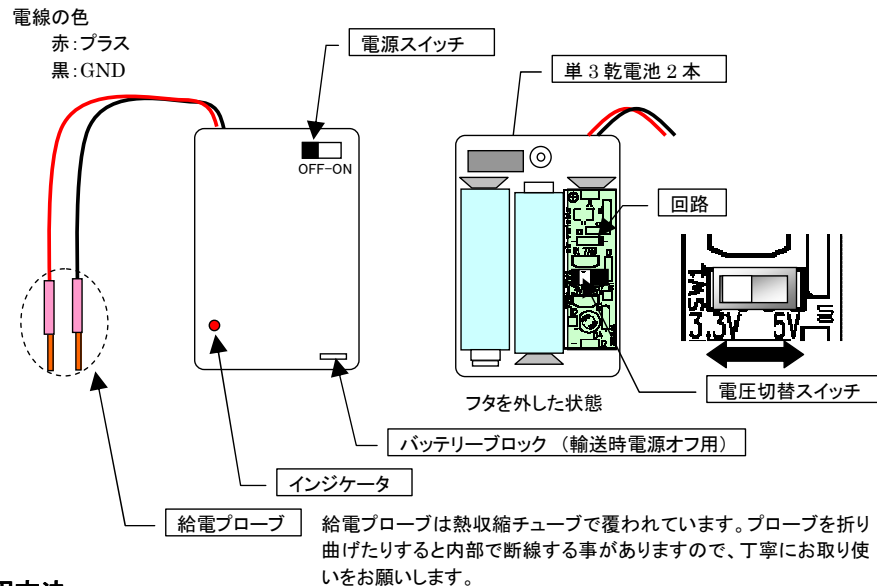 電線の色
赤：プラス
黒：GND
電源スイッチ
単３乾電池２本
OFF-ON
回路
SW1
3.3V 5V
電圧切替スイッチ
フタを外した状態
バッテリーブロック （輸送時電源オフ用）
インジケータ
給電プローブ
給電プローブは熱収縮チューブで覆われています。プローブを折り
曲げたりすると内部で断線する事がありますので、丁寧にお取り使
いをお願いします。